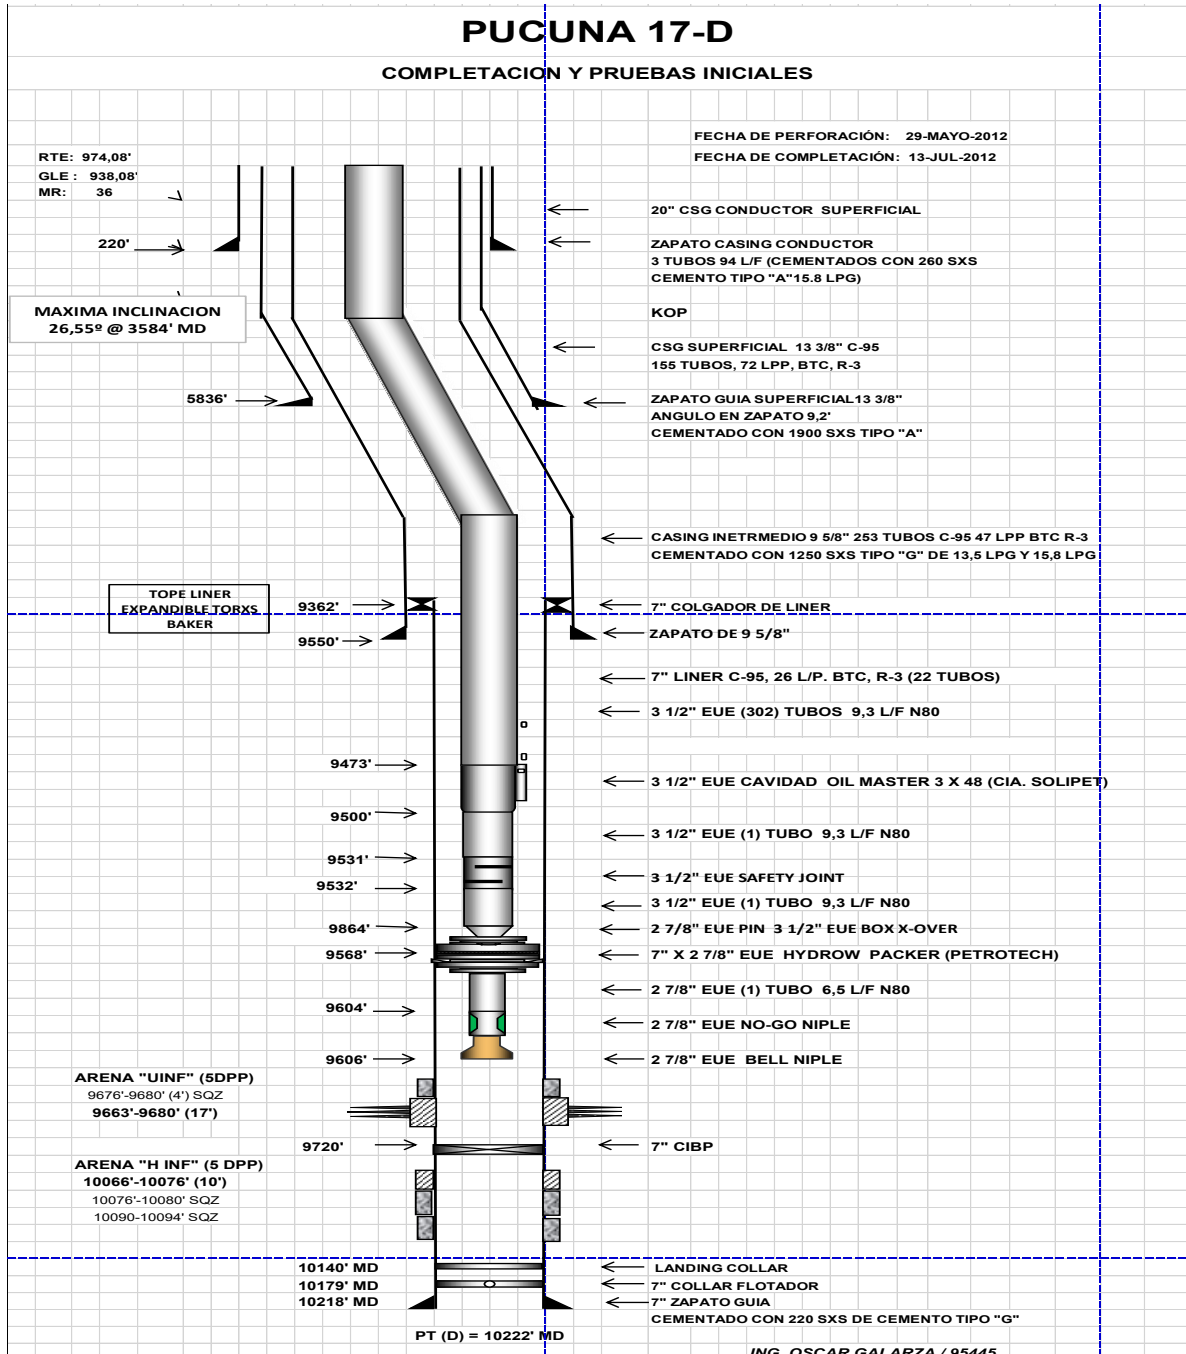 PUCUNA 17-D
COMPLETACION Y PRUEBAS INICIALES
FECHA DE PERFORACIÓN: 29-MAYO-2012
RTE: 974,08'
FECHA DE COMPLETACIÓN: 13-JUL-2012
GLE : 938,08'
MR: 36
20" CSG CONDUCTOR SUPERFICIAL
220'
ZAPATO CASING CONDUCTOR
3 TUBOS 94 L/F (CEMENTADOS CON 260 SXS
CEMENTO TIPO "A"15.8 LPG)
MAXIMA INCLINACION
26,55º @ 3584' MD
KOP
CSG SUPERFICIAL 13 3/8" C-95
155 TUBOS, 72 LPP, BTC, R-3
5836'
ZAPATO GUIA SUPERFICIAL13 3/8"
ANGULO EN ZAPATO 9,2'
CEMENTADO CON 1900 SXS TIPO "A"
CASING INETRMEDIO 9 5/8" 253 TUBOS C-95 47 LPP BTC R-3
CEMENTADO CON 1250 SXS TIPO "G" DE 13,5 LPG Y 15,8 LPG
TOPE LINER
EXPANDIBLE TORXS
BAKER
9362'
7" COLGADOR DE LINER
9550'
ZAPATO DE 9 5/8"
7" LINER C-95, 26 L/P. BTC, R-3 (22 TUBOS)
3 1/2" EUE (302) TUBOS 9,3 L/F N80
9473'
3 1/2" EUE CAVIDAD OIL MASTER 3 X 48 (CIA. SOLIPET)
9500'
3 1/2" EUE (1) TUBO 9,3 L/F N80
9531'
3 1/2" EUE SAFETY JOINT
9532'
3 1/2" EUE (1) TUBO 9,3 L/F N80
9864'
2 7/8" EUE PIN 3 1/2" EUE BOX X-OVER
9568'
7" X 2 7/8" EUE HYDROW PACKER (PETROTECH)
2 7/8" EUE (1) TUBO 6,5 L/F N80
9604'
2 7/8" EUE NO-GO NIPLE
9606'
2 7/8" EUE BELL NIPLE
ARENA "UINF" (5DPP)
9676'-9680' (4') SQZ
9663'-9680' (17')
9720'
7" CIBP
ARENA "H INF" (5 DPP)
10066'-10076' (10')
10076'-10080' SQZ
10090-10094' SQZ
10140' MD
LANDING COLLAR
10179' MD
7" COLLAR FLOTADOR
10218' MD
7" ZAPATO GUIA
CEMENTADO CON 220 SXS DE CEMENTO TIPO "G"
PT (D) = 10222' MD
ING. OSCAR GALARZA / 95445